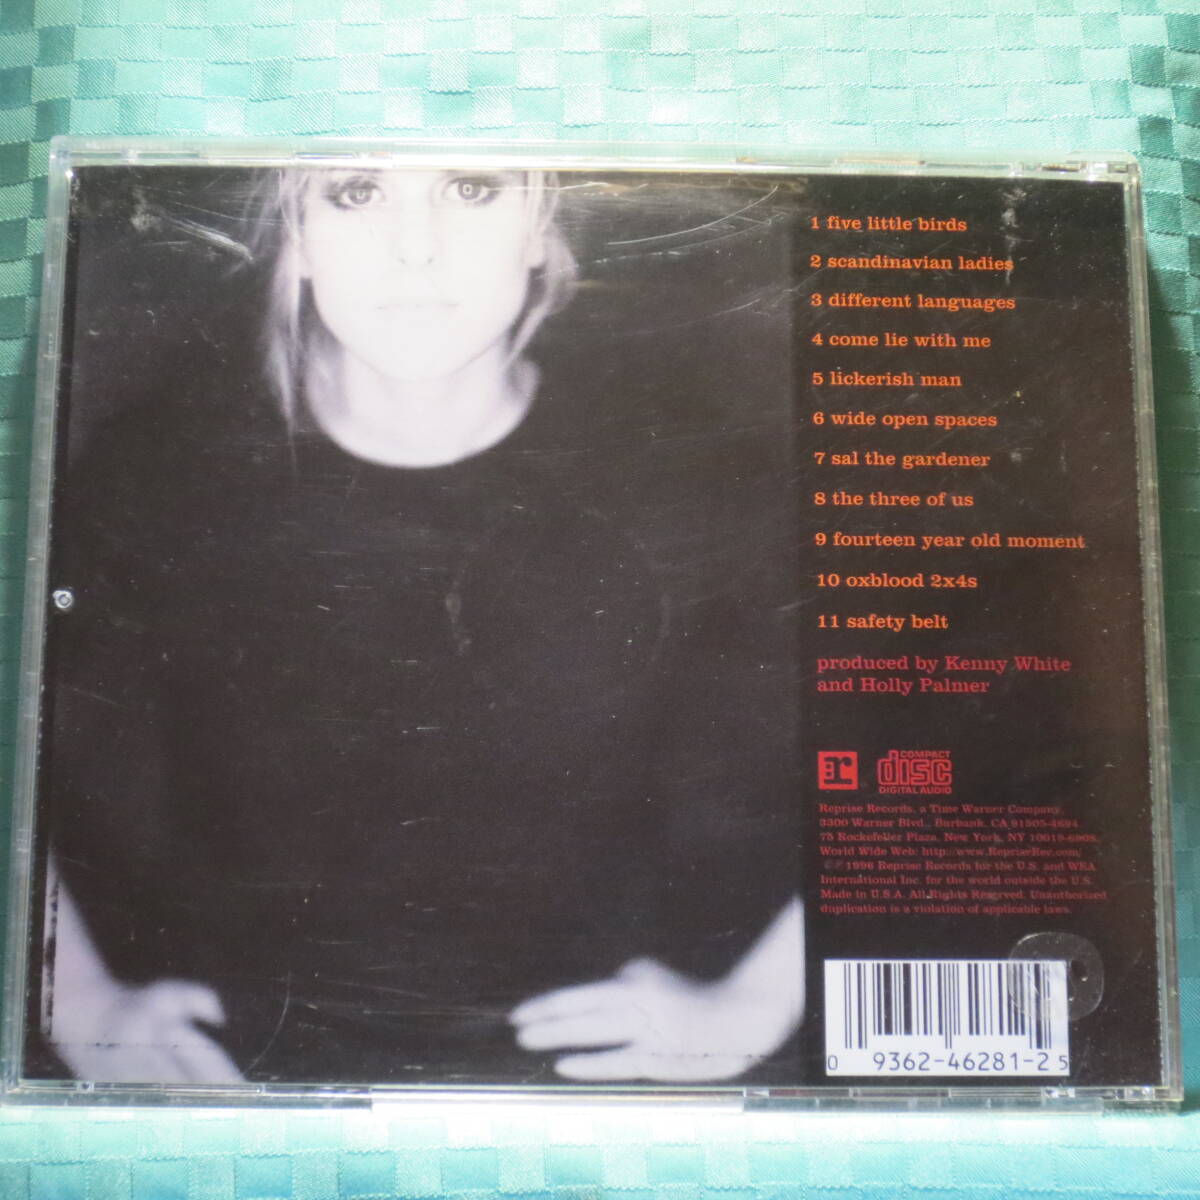 1 five little birds
2 scandinavian ladies
3 different languages
4 come lie with me
5 lickerish man
6 wide open spaces
7 sal the gardener
8 the three of us
9 fourteen year old moment
10 oxblood 2x4s
11 safety belt
produced by Kenny White
and Holly Palmer
r COMPACT
disc
DIGITAL AUDIO
Reprise Records, a Time Warner Company,
3300 Warner Blvd., Burbank, CA 91505-4694
75 Rockefeller Plaza, New York, NY 10019-6908.
World Wide Web: http://www.RepriseRec.com/
©℗ 1996 Reprise Records for the U.S. and WEA
International Inc. for the world outside the U.S.
Made in U.S.A. All Rights Reserved. Unauthorized
duplication is a violation of applicable laws.
0 9362-46281-2 5